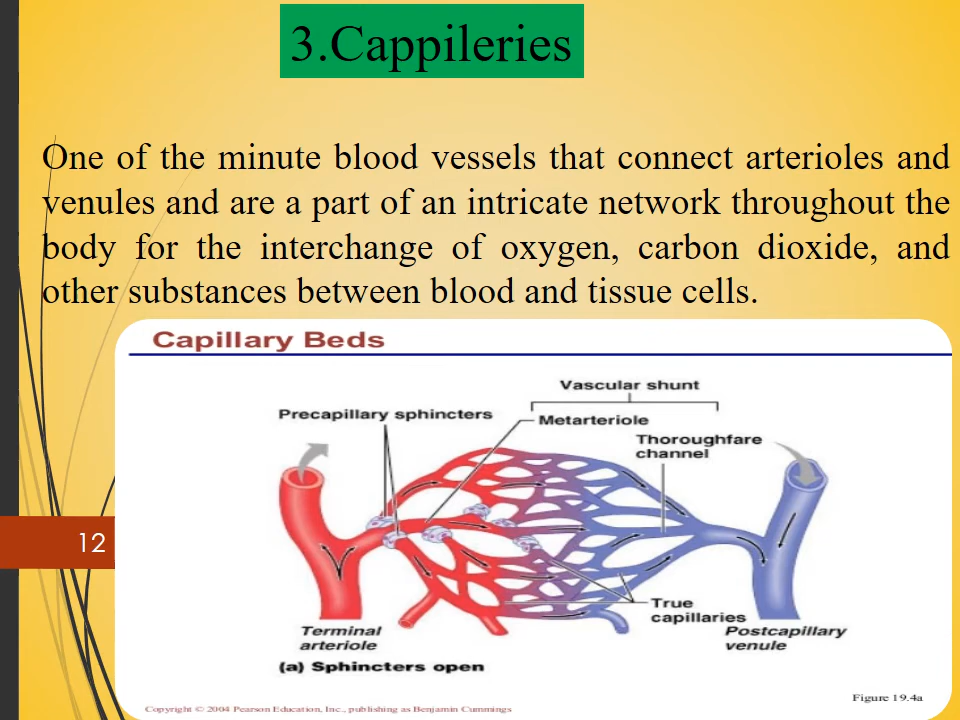 3.Cappileries
One of the minute blood vessels that connect arterioles and
venules and are a part of an intricate network throughout the
body for the interchange of oxygen, carbon dioxide, and
other substances between blood and tissue cells.
Capillary Beds
Vascular shunt
Precapillary sphincters
Metarteriole
Thoroughfare
channel
12
True
capillaries
Terminal
arteriole
Postcapillary
venule
(a) Sphincters open
Figure 19.4a
Copyright © 2004 Pearson Education, Inc., publishing as Benjamin Cummings